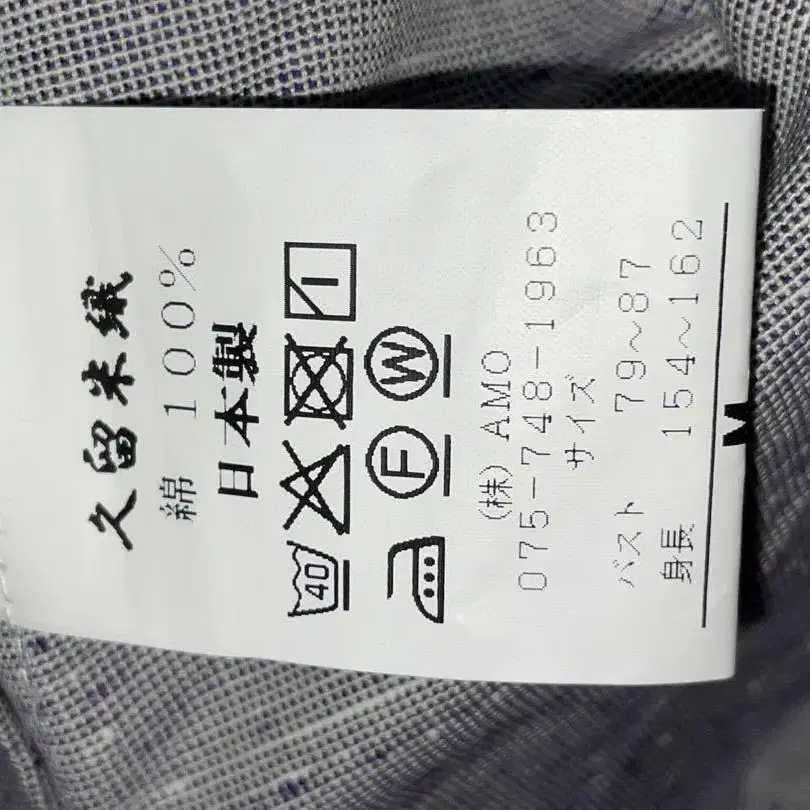 久留米織
綿 100%
日本製
40
F W
(株) AMO
075-748-1963
サイズ
バスト 79~87
身長 154~162
M